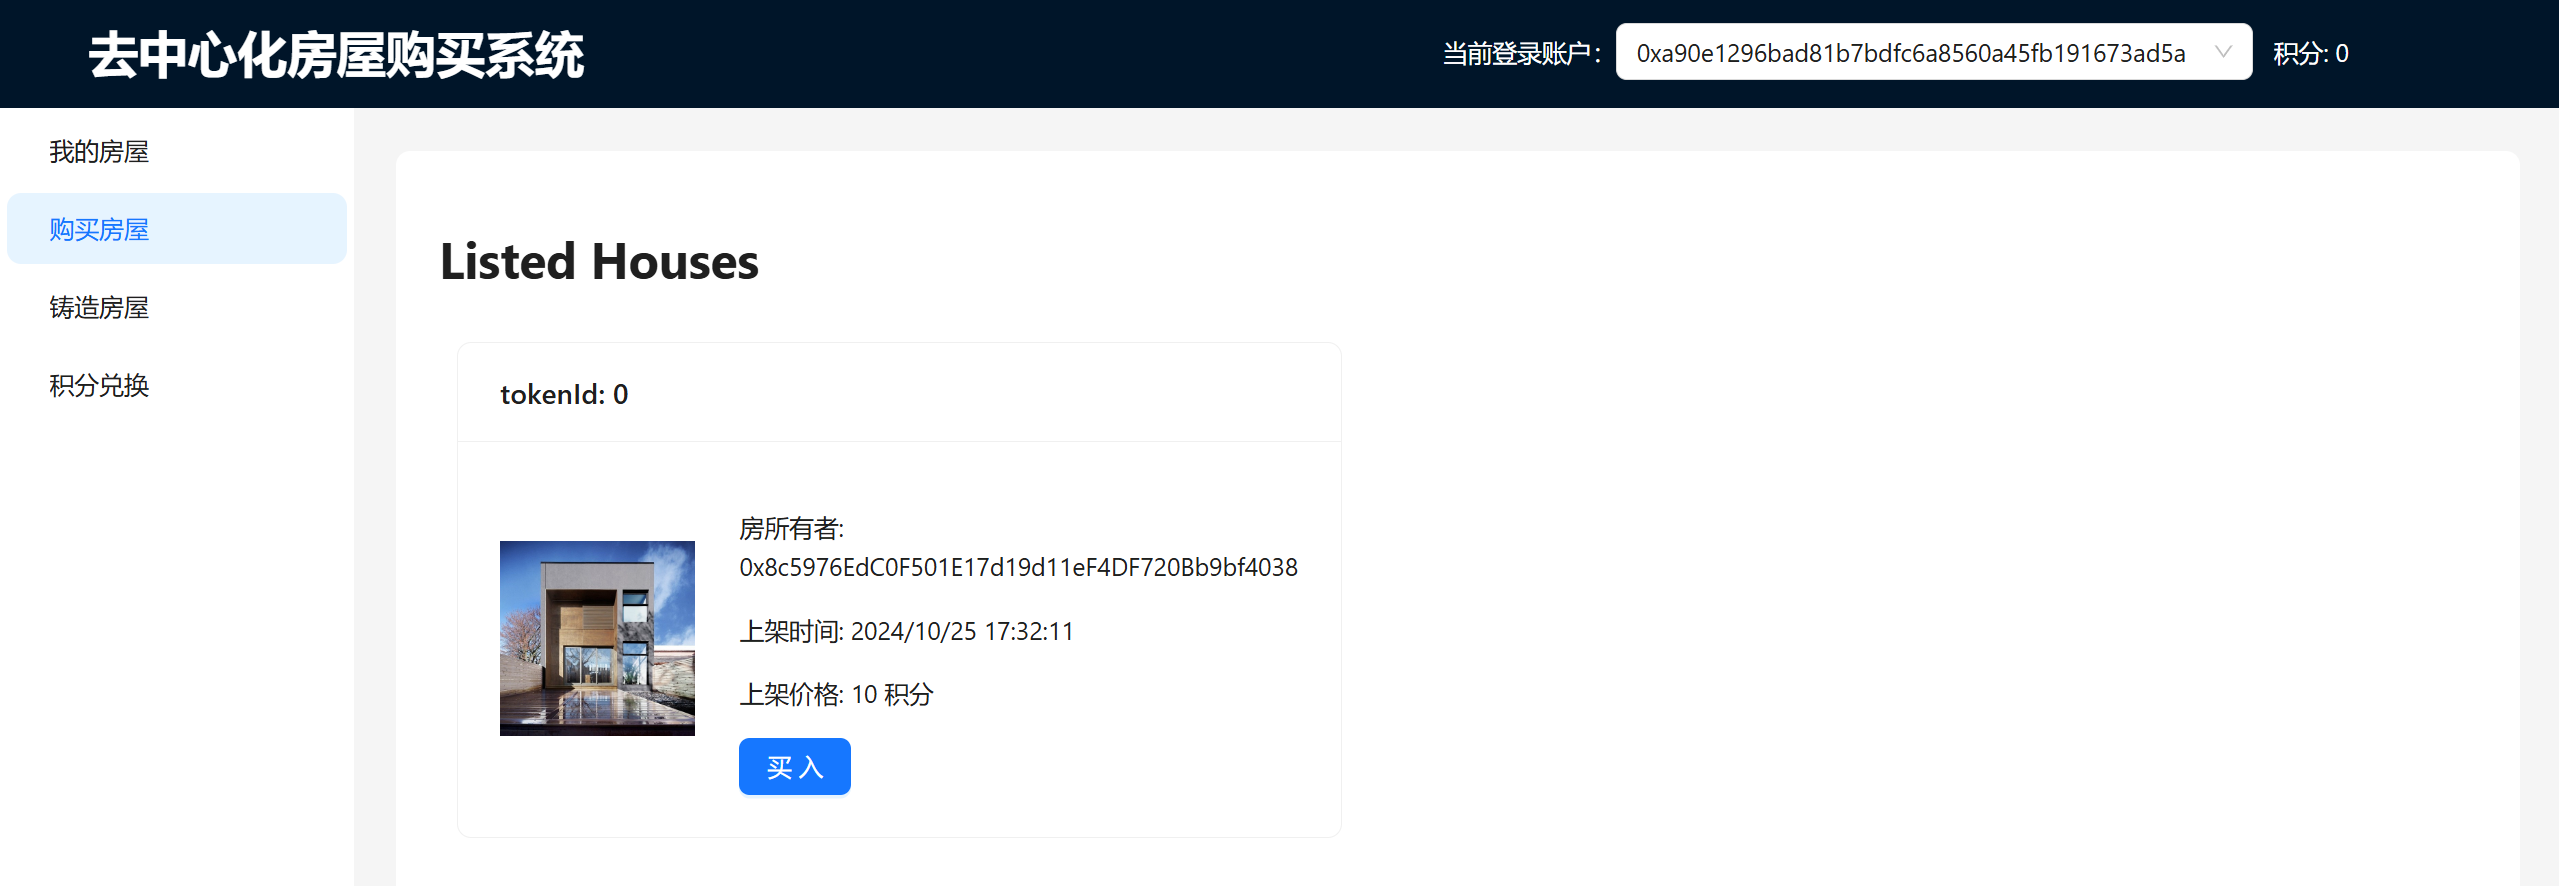 去中心化房屋购买系统
当前登录账户：
0xa90e1296bad81b7bdfc6a8560a45fb191673ad5a
积分: 0
我的房屋
购买房屋
铸造房屋
积分兑换
Listed Houses
tokenId: 0
房所有者:
0x8c5976EdC0F501E17d19d11eF4DF720Bb9bf4038
上架时间: 2024/10/25 17:32:11
上架价格: 10 积分
买 入